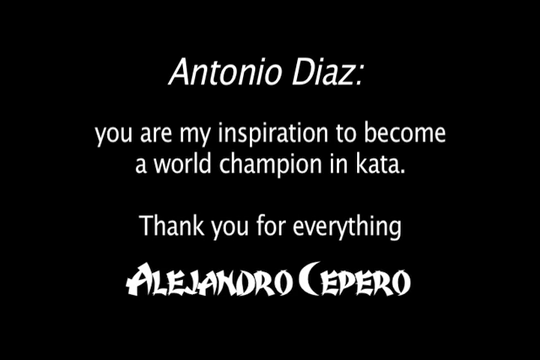 Antonio Diaz:
you are my inspiration to become
a world champion in kata.
Thank you for everything
ALEJANDRO CEPERO